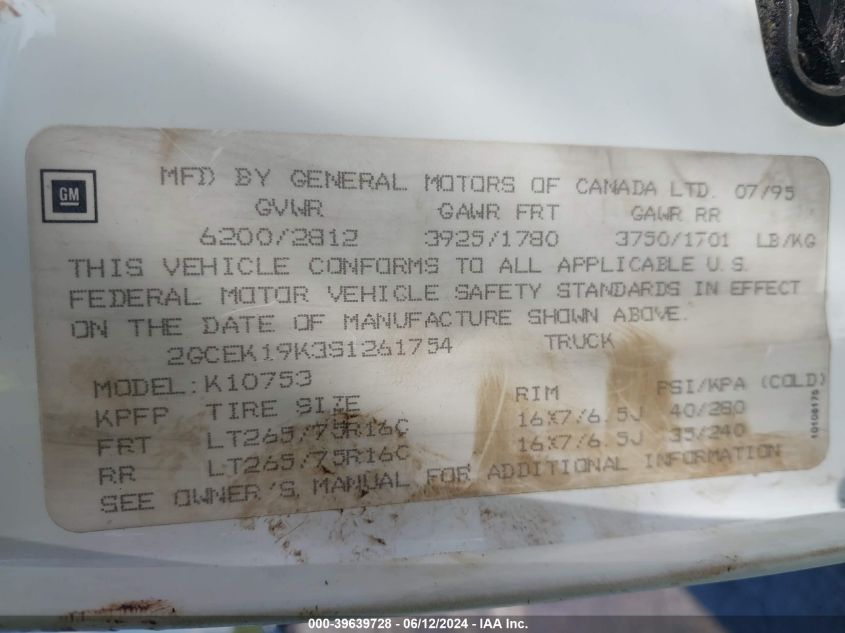 GM
MFD BY GENERAL MOTORS OF CANADA LTD. 07/95
GVWR GAWR FRT GAWR RR
6200/2812 3925/1780 3750/1701 LB/KG
THIS VEHICLE CONFORMS TO ALL APPLICABLE U.S.
FEDERAL MOTOR VEHICLE SAFETY STANDARDS IN EFFECT
ON THE DATE OF MANUFACTURE SHOWN ABOVE.
2GCEK19K3S1261754 TRUCK
MODEL: K10753
KPFP TIRE SIZE RIM PSI/KPA (COLD)
FRT LT265/75R16C 16X7/6.5J 40/280
RR LT265/75R16C 16X7/6.5J 35/240
SEE OWNER'S MANUAL FOR ADDITIONAL INFORMATION
000-39639728 - 06/12/2024 - IAA Inc.